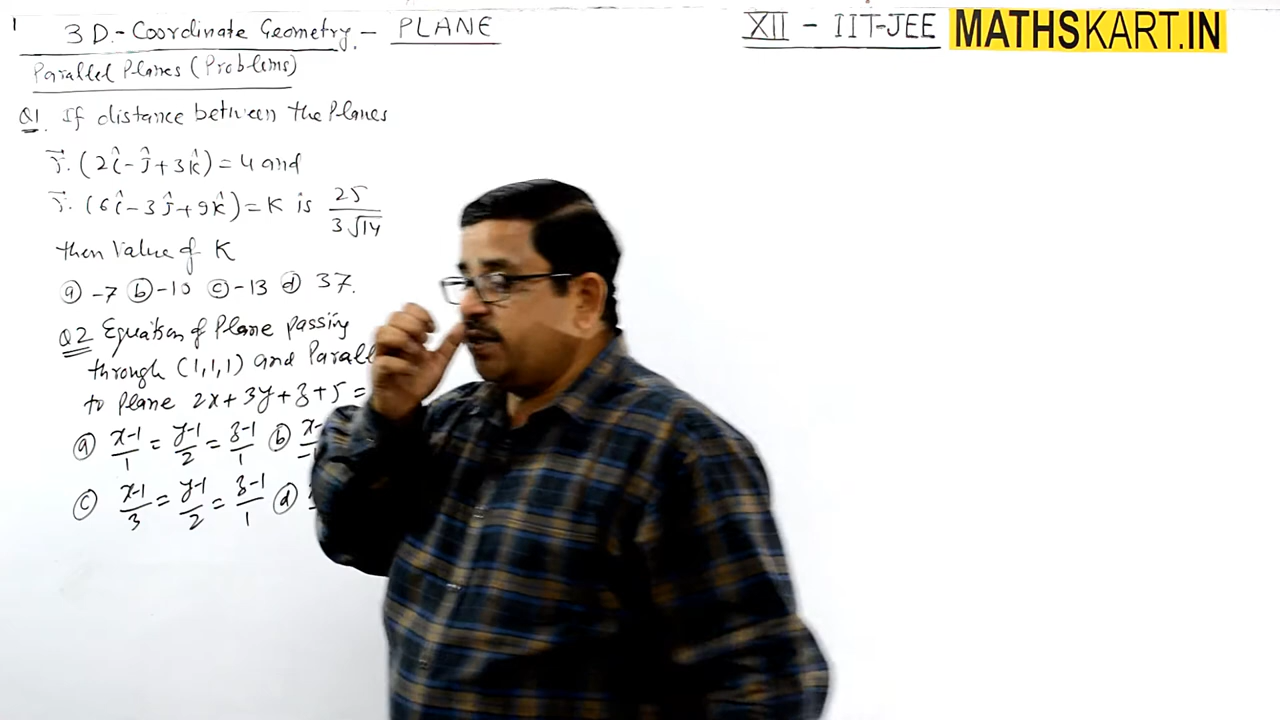 1
3D.-Coordinate Geometry.- PLANE
XII - IIT-JEE MATHSKART.IN
Parallel Planes (Problems)
Q1. If distance between the Planes
r⃗.(2î-ĵ+3k̂)=4 and
r⃗.(6î-3ĵ+9k̂)=K is 25/3√14
then value of K
ⓐ -7 ⓑ -10 ⓒ -13 ⓓ 37.
Q2 Equation of Plane passing
through (1,1,1) and Parall
to Plane 2x+3y+z+5=
ⓐ x-1/1 = y-1/2 = z-1/1 ⓑ
ⓒ x-1/3 = y-1/2 = z-1/1 ⓓ